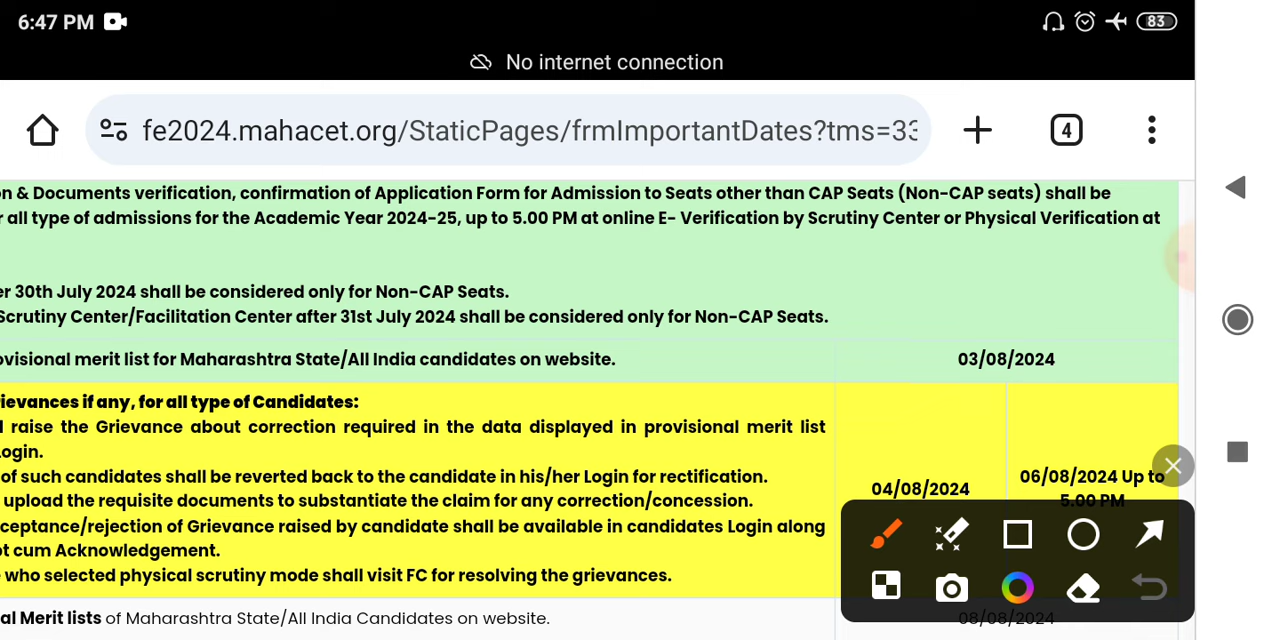 6:47 PM
83
No internet connection
fe2024.mahacet.org/StaticPages/frmImportantDates?tms=33
4
n & Documents verification, confirmation of Application Form for Admission to Seats other than CAP Seats (Non-CAP seats) shall be
r all type of admissions for the Academic Year 2024-25, up to 5.00 PM at online E- Verification by Scrutiny Center or Physical Verification at
er 30th July 2024 shall be considered only for Non-CAP Seats.
Scrutiny Center/Facilitation Center after 31st July 2024 shall be considered only for Non-CAP Seats.
ovisional merit list for Maharashtra State/All India candidates on website. 03/08/2024
rievances if any, for all type of Candidates:
l raise the Grievance about correction required in the data displayed in provisional merit list
Login.
of such candidates shall be reverted back to the candidate in his/her Login for rectification.
upload the requisite documents to substantiate the claim for any correction/concession.
ceptance/rejection of Grievance raised by candidate shall be available in candidates Login along
pt cum Acknowledgement.
who selected physical scrutiny mode shall visit FC for resolving the grievances.
04/08/2024
06/08/2024 Up to
5.00 PM
al Merit lists of Maharashtra State/All India Candidates on website. 08/08/2024